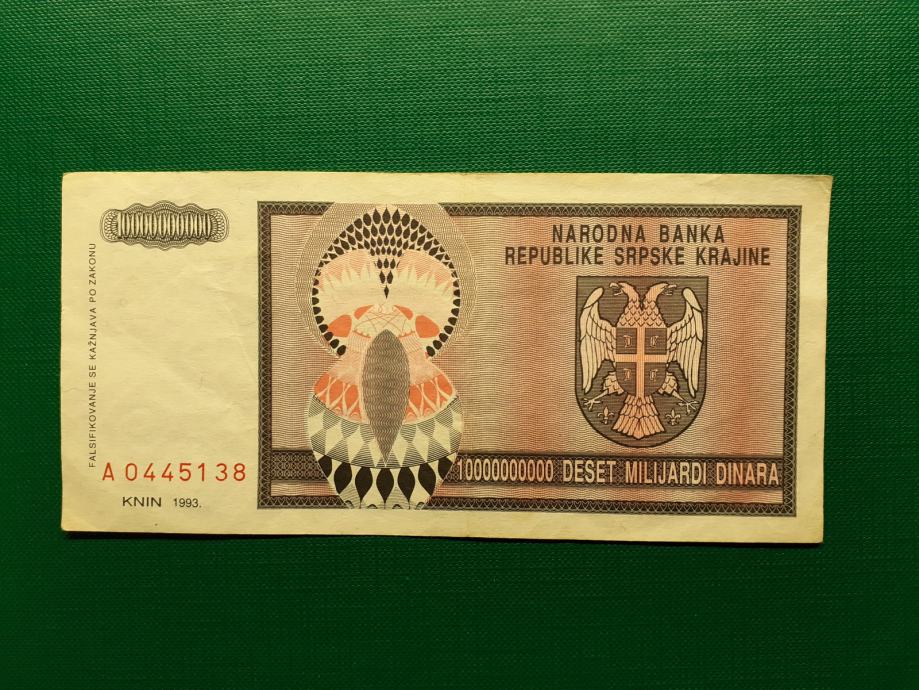 10000000000
FALSIFIKOVANJE SE KAŽNJAVA PO ZAKONU
A 0445138
KNIN 1993.
NARODNA BANKA
REPUBLIKE SRPSKE KRAJINE
10000000000 DESET MILIJARDI DINARA